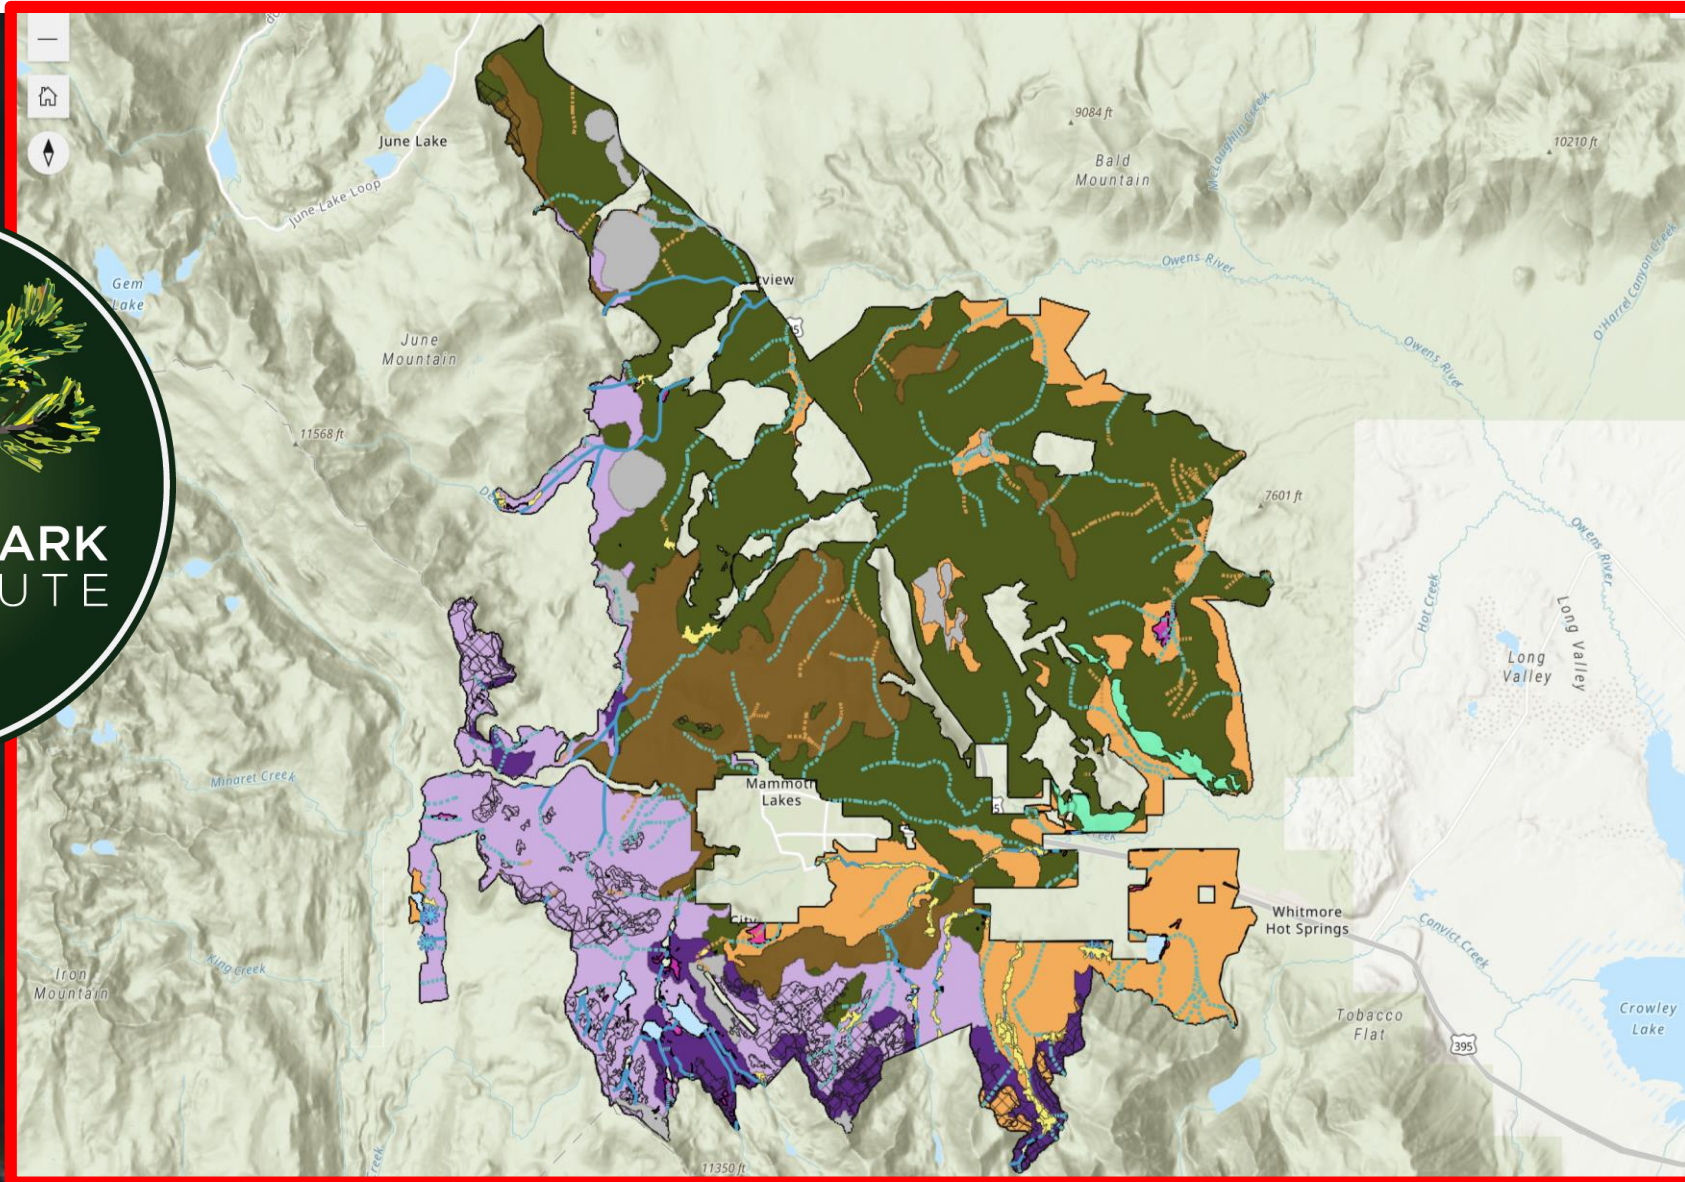 June Lake
June Lake Loop
Gem
Lake
9084 ft
Bald
Mountain
McLaughlin Creek
10210 ft
Owens River
O'Harrel Canyon Creek
June
Mountain
11568 ft
Owens River
7601 ft
Owens River
ARK
UTE
Hot Creek
Long
Valley
Long Valley
Minaret Creek
Mammoth
Lakes
Iron
Mountain
King Creek
City
Whitmore
Hot Springs
Convict Creek
Tobacco
Flat
Crowley
Lake
395
Creek
11350 ft